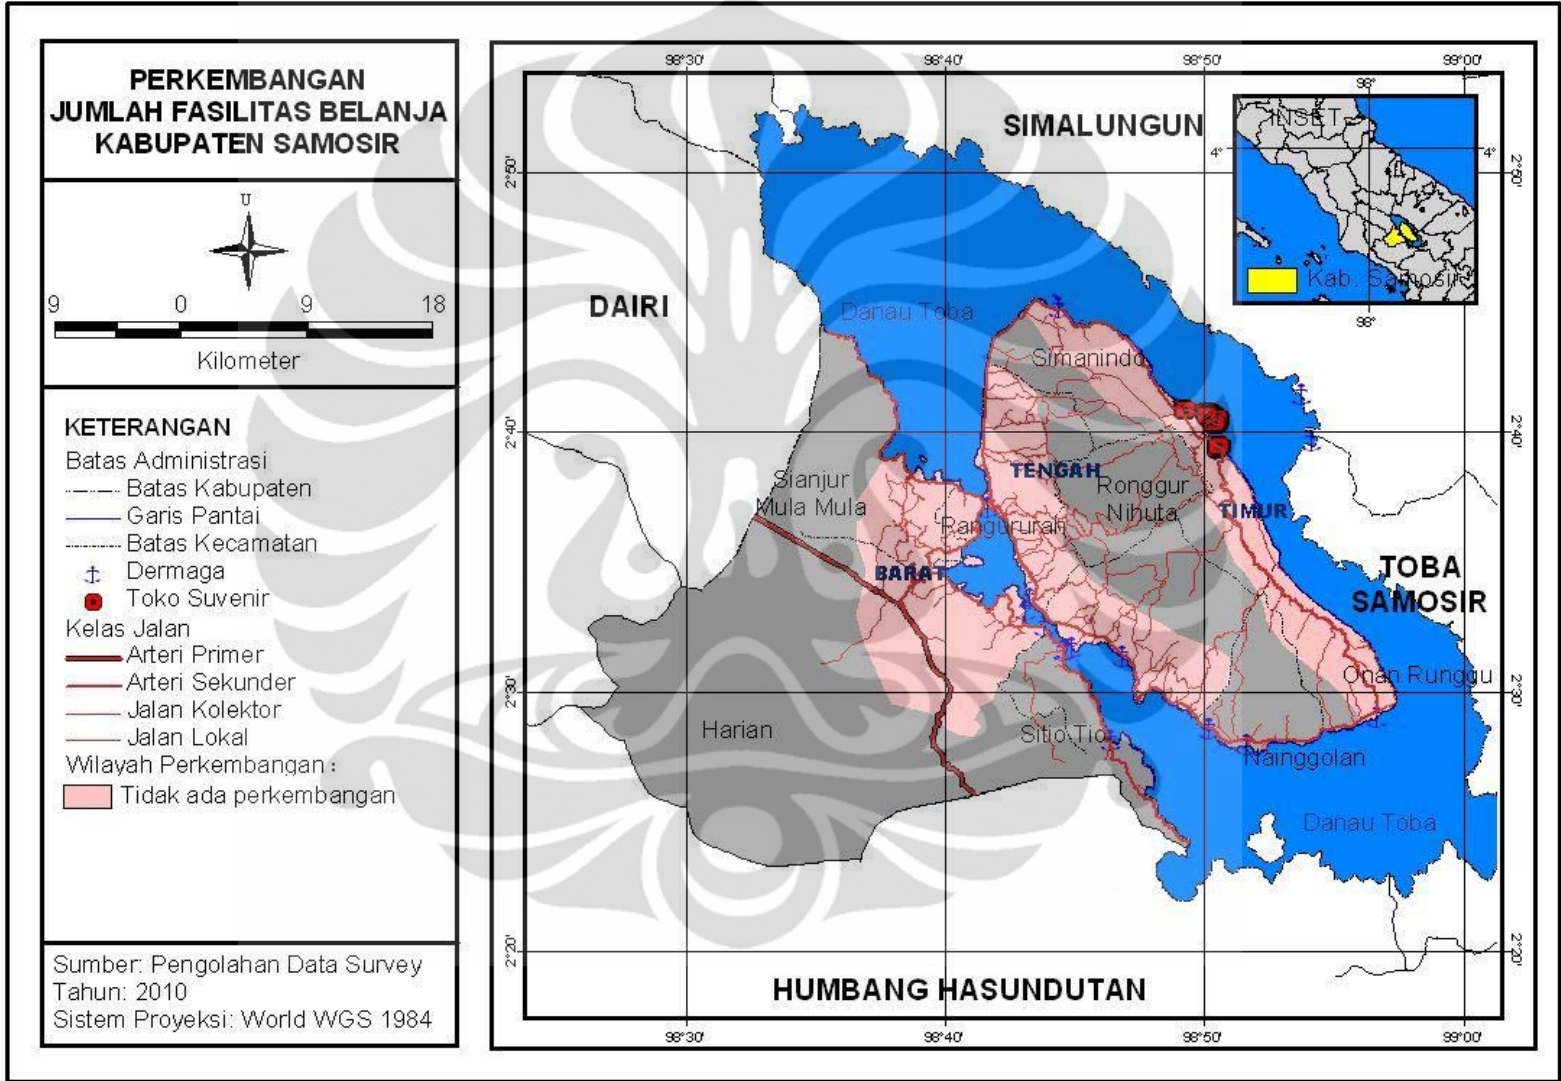 PERKEMBANGAN
JUMLAH FASILITAS BELANJA
KABUPATEN SAMOSIR
U
9 0 9 18
Kilometer
KETERANGAN
Batas Administrasi
Batas Kabupaten
Garis Pantai
Batas Kecamatan
Dermaga
Toko Suvenir
Kelas Jalan
Arteri Primer
Arteri Sekunder
Jalan Kolektor
Jalan Lokal
Wilayah Perkembangan :
Tidak ada perkembangan
Sumber: Pengolahan Data Survey
Tahun: 2010
Sistem Proyeksi: World WGS 1984
98°30' 98°40' 98°50' 99°00'
98°
INSET
SIMALUNGUN
4° 4°
2°50' 2°50'
Kab. Samosir
98°
DAIRI
Danau Toba
Simanindo
2°40' 2°40'
TENGAH
Sianjur
Mula Mula
Ronggur
Nihuta
TIMUR
Pangururan
BARAT
TOBA
SAMOSIR
Onan Runggu
2°30' 2°30'
Harian
Sitio Tio
Nainggolan
Danau Toba
2°20' 2°20'
HUMBANG HASUNDUTAN
98°30' 98°40' 98°50' 99°00'